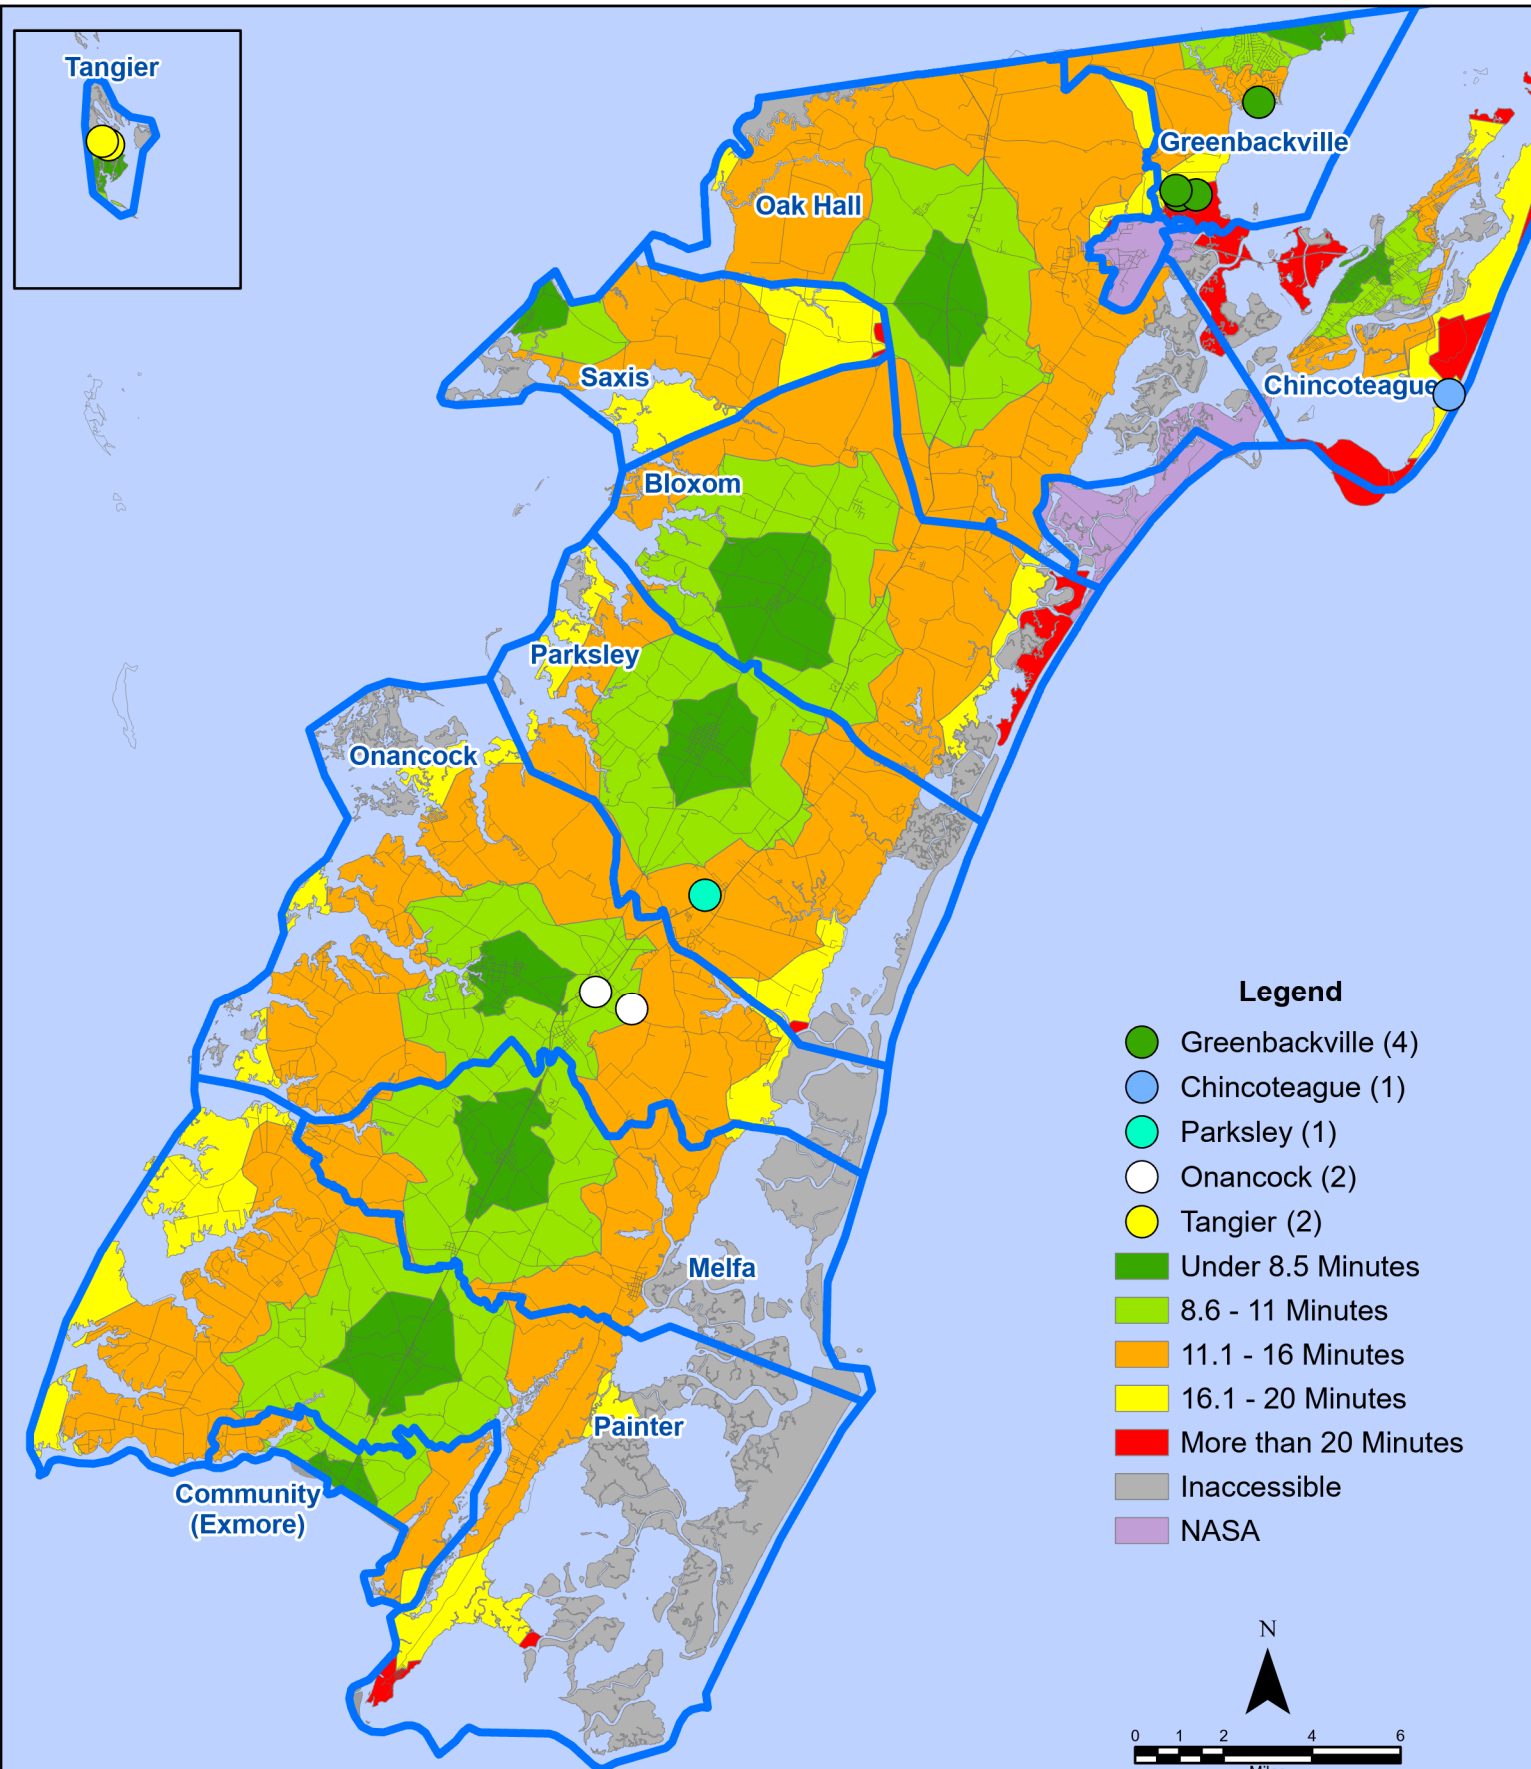 Tangier
Greenbackville
Oak Hall
Saxis
Chincoteague
Bloxom
Parksley
Onancock
Melfa
Painter
Community
(Exmore)
Legend
Greenbackville (4)
Chincoteague (1)
Parksley (1)
Onancock (2)
Tangier (2)
Under 8.5 Minutes
8.6 - 11 Minutes
11.1 - 16 Minutes
16.1 - 20 Minutes
More than 20 Minutes
Inaccessible
NASA
N
0 1 2 4 6